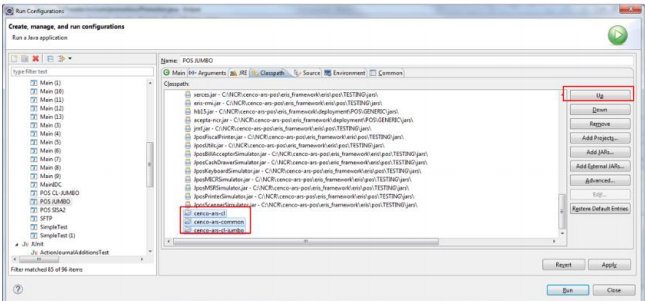 Run Configurations
Create, manage, and run configurations
Run a Java application
type filter text
Main (1)
Main (10)
Main (11)
Main (12)
Main (13)
Main (3)
Main (4)
Main (5)
Main (6)
Main (7)
Main (8)
Main (9)
MainIDC
POS CL-JUMBO
POS JUMBO
POS SISA2
SFTP
SimpleTest
SimpleTest (1)
Ju JUnit
ActionJournalAdditionsTest
Filter matched 85 of 96 items
Name: POS JUMBO
Main Arguments JRE Classpath Source Environment Common
Classpath:
xerces.jar - C:\NCR\cenco-ars-pos\eris_framework\eris\pos\TESTING\jars\
eris-rmi.jar - C:\NCR\cenco-ars-pos\eris_framework\eris\pos\TESTING\jars\
hb15.jar - C:\NCR\cenco-ars-pos\eris_framework\deployment\POS\GENERIC\jars\
acepta-ncr.jar - C:\NCR\cenco-ars-pos\eris_framework\deployment\POS\GENERIC\jars\
jmf.jar - C:\NCR\cenco-ars-pos\eris_framework\eris\pos\TESTING\jars\
JposFiscalPrinter.jar - C:\NCR\cenco-ars-pos\eris_framework\eris\pos\TESTING\jars\
JposUtils.jar - C:\NCR\cenco-ars-pos\eris_framework\eris\pos\TESTING\jars\
JposBillAcceptorSimulator.jar - C:\NCR\cenco-ars-pos\eris_framework\eris\pos\TESTING\jars\
JposCashDrawerSimulator.jar - C:\NCR\cenco-ars-pos\eris_framework\eris\pos\TESTING\jars\
JposKeyboardSimulator.jar - C:\NCR\cenco-ars-pos\eris_framework\eris\pos\TESTING\jars\
JposMICRSimulator.jar - C:\NCR\cenco-ars-pos\eris_framework\eris\pos\TESTING\jars\
JposMSRSimulator.jar - C:\NCR\cenco-ars-pos\eris_framework\eris\pos\TESTING\jars\
JposPrinterSimulator.jar - C:\NCR\cenco-ars-pos\eris_framework\eris\pos\TESTING\jars\
JposScannerSimulator.jar - C:\NCR\cenco-ars-pos\eris_framework\eris\pos\TESTING\jars\
cenco-ars-cl
cenco-ars-common
cenco-ars-cl-jumbo
Up
Down
Remove
Add Projects...
Add JARs...
Add External JARs...
Advanced...
Edit...
Restore Default Entries
Revert
Apply
Run
Close